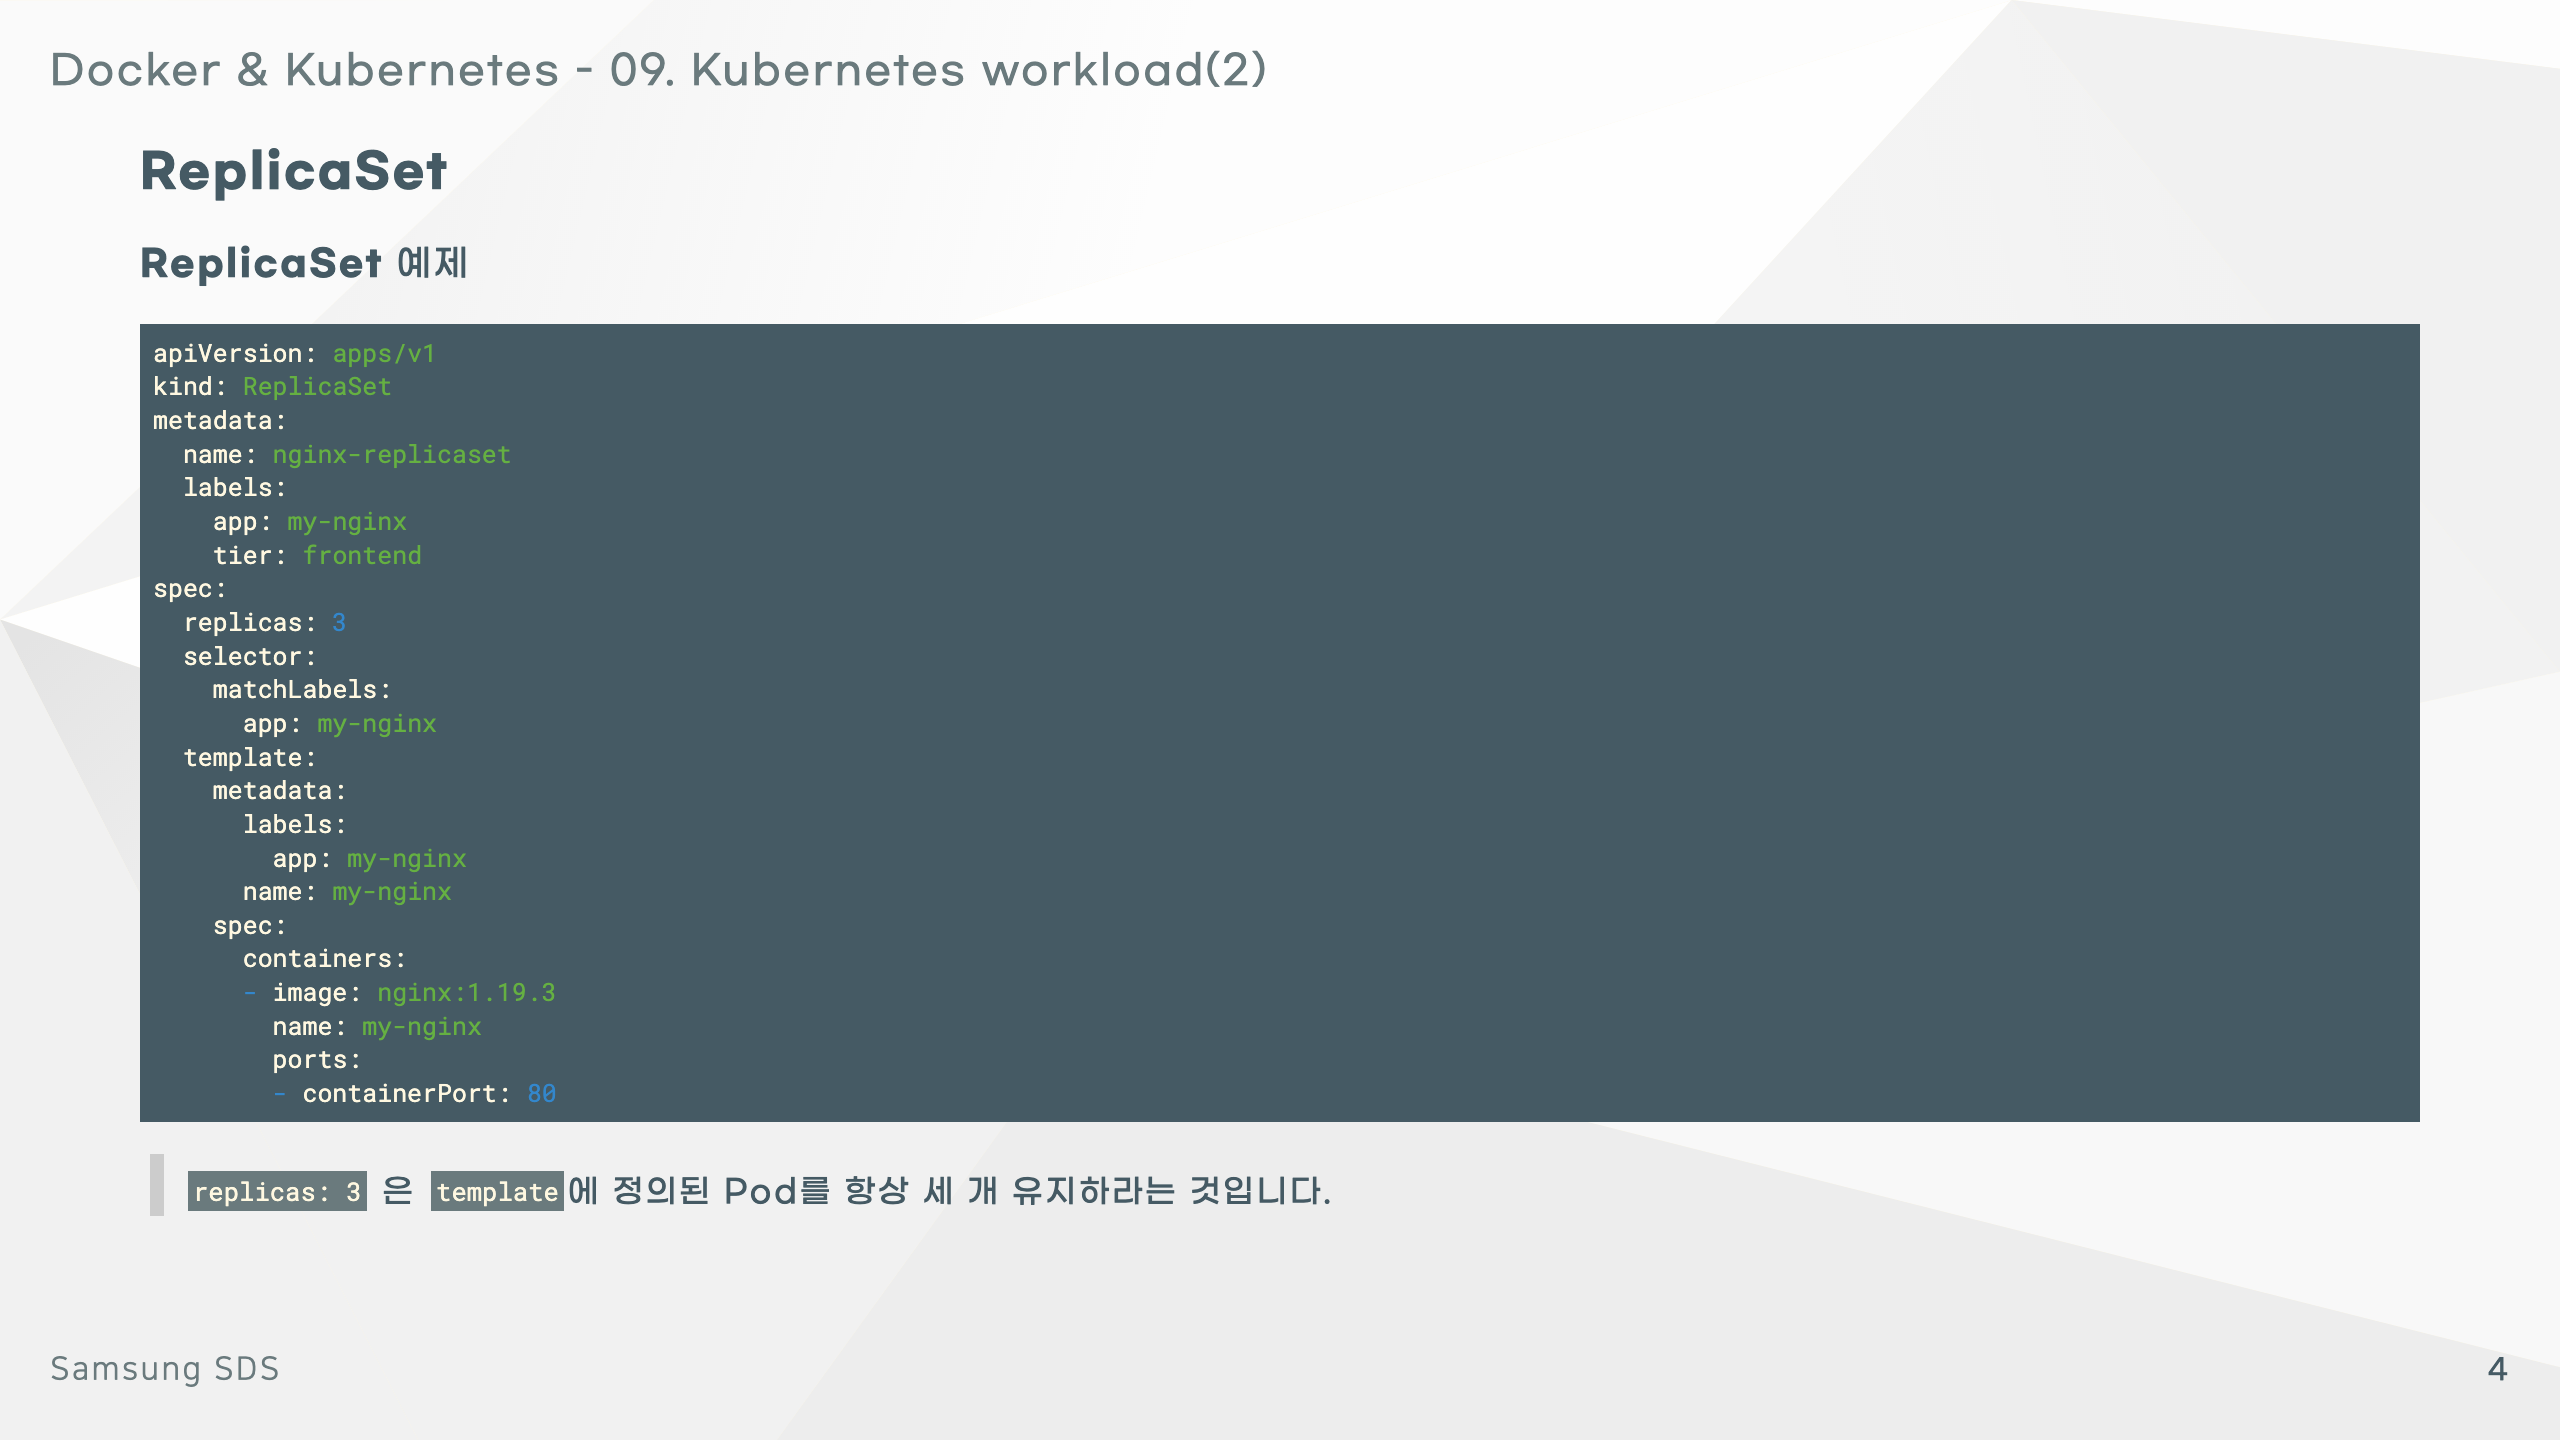 Docker & Kubernetes - 09. Kubernetes workload(2)
ReplicaSet
ReplicaSet 예제
apiVersion: apps/v1
kind: ReplicaSet
metadata:
  name: nginx-replicaset
  labels:
    app: my-nginx
    tier: frontend
spec:
  replicas: 3
  selector:
    matchLabels:
      app: my-nginx
  template:
    metadata:
      labels:
        app: my-nginx
      name: my-nginx
    spec:
      containers:
      - image: nginx:1.19.3
        name: my-nginx
        ports:
        - containerPort: 80
replicas: 3 은 template에 정의된 Pod를 항상 세 개 유지하라는 것입니다.
Samsung SDS
4